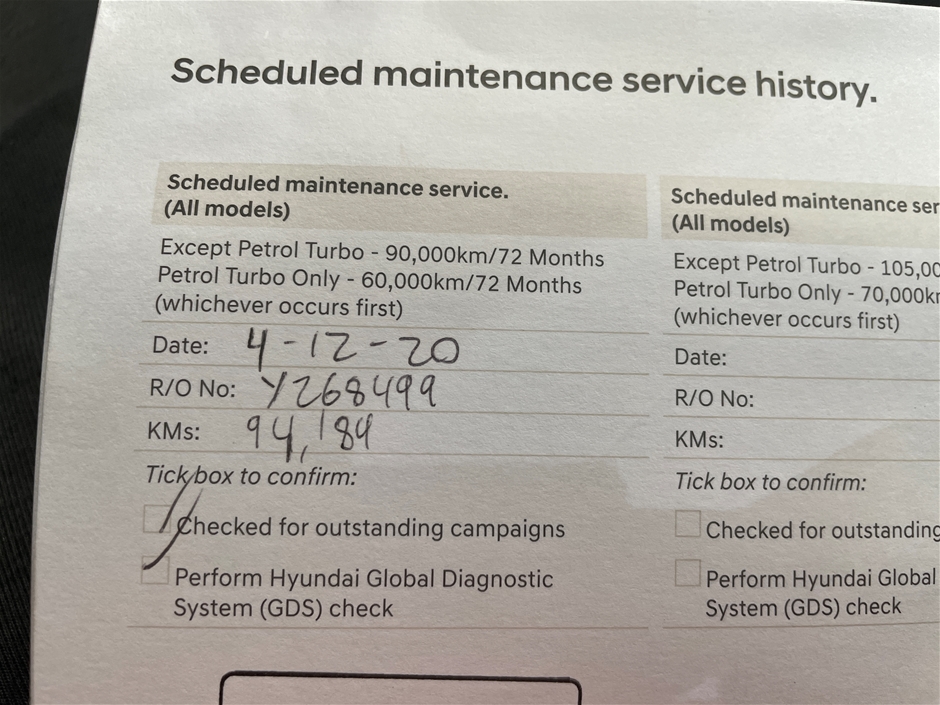 Scheduled maintenance service history.
Scheduled maintenance service.
(All models)
Except Petrol Turbo - 90,000km/72 Months
Petrol Turbo Only - 60,000km/72 Months
(whichever occurs first)
Date: 4-12-20
R/O No: Y268499
KMs: 94,184
Tick box to confirm:
Checked for outstanding campaigns
Perform Hyundai Global Diagnostic
System (GDS) check
Scheduled maintenance ser
(All models)
Except Petrol Turbo - 105,00
Petrol Turbo Only - 70,000k
(whichever occurs first)
Date:
R/O No:
KMs:
Tick box to confirm:
Checked for outstanding
Perform Hyundai Global
System (GDS) check